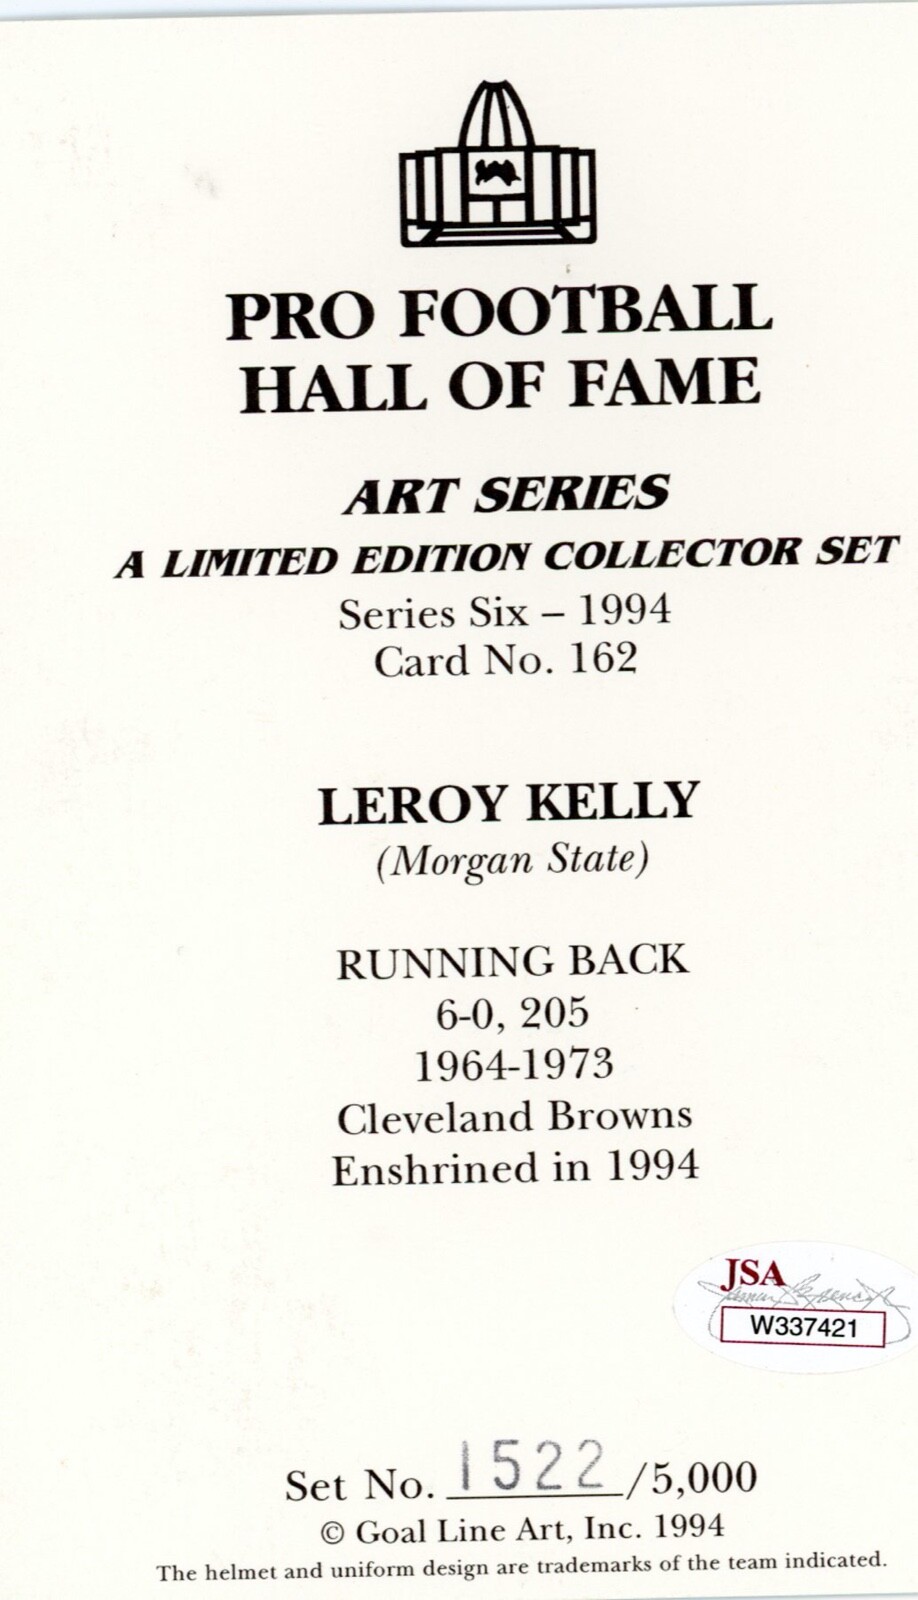 PRO FOOTBALL
HALL OF FAME
ART SERIES
A LIMITED EDITION COLLECTOR SET
Series Six – 1994
Card No. 162
LEROY KELLY
(Morgan State)
RUNNING BACK
6-0, 205
1964-1973
Cleveland Browns
Enshrined in 1994
JSA
W337421
Set No. 1522/5,000
© Goal Line Art, Inc. 1994
The helmet and uniform design are trademarks of the team indicated.